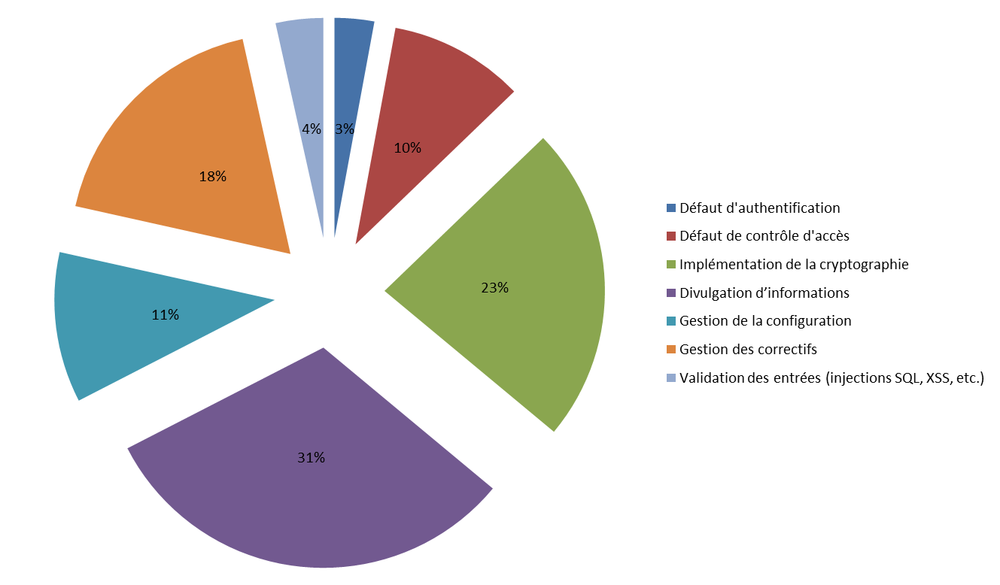 4%
3%
10%
18%
23%
11%
31%
Défaut d'authentification
Défaut de contrôle d'accès
Implémentation de la cryptographie
Divulgation d’informations
Gestion de la configuration
Gestion des correctifs
Validation des entrées (injections SQL, XSS, etc.)